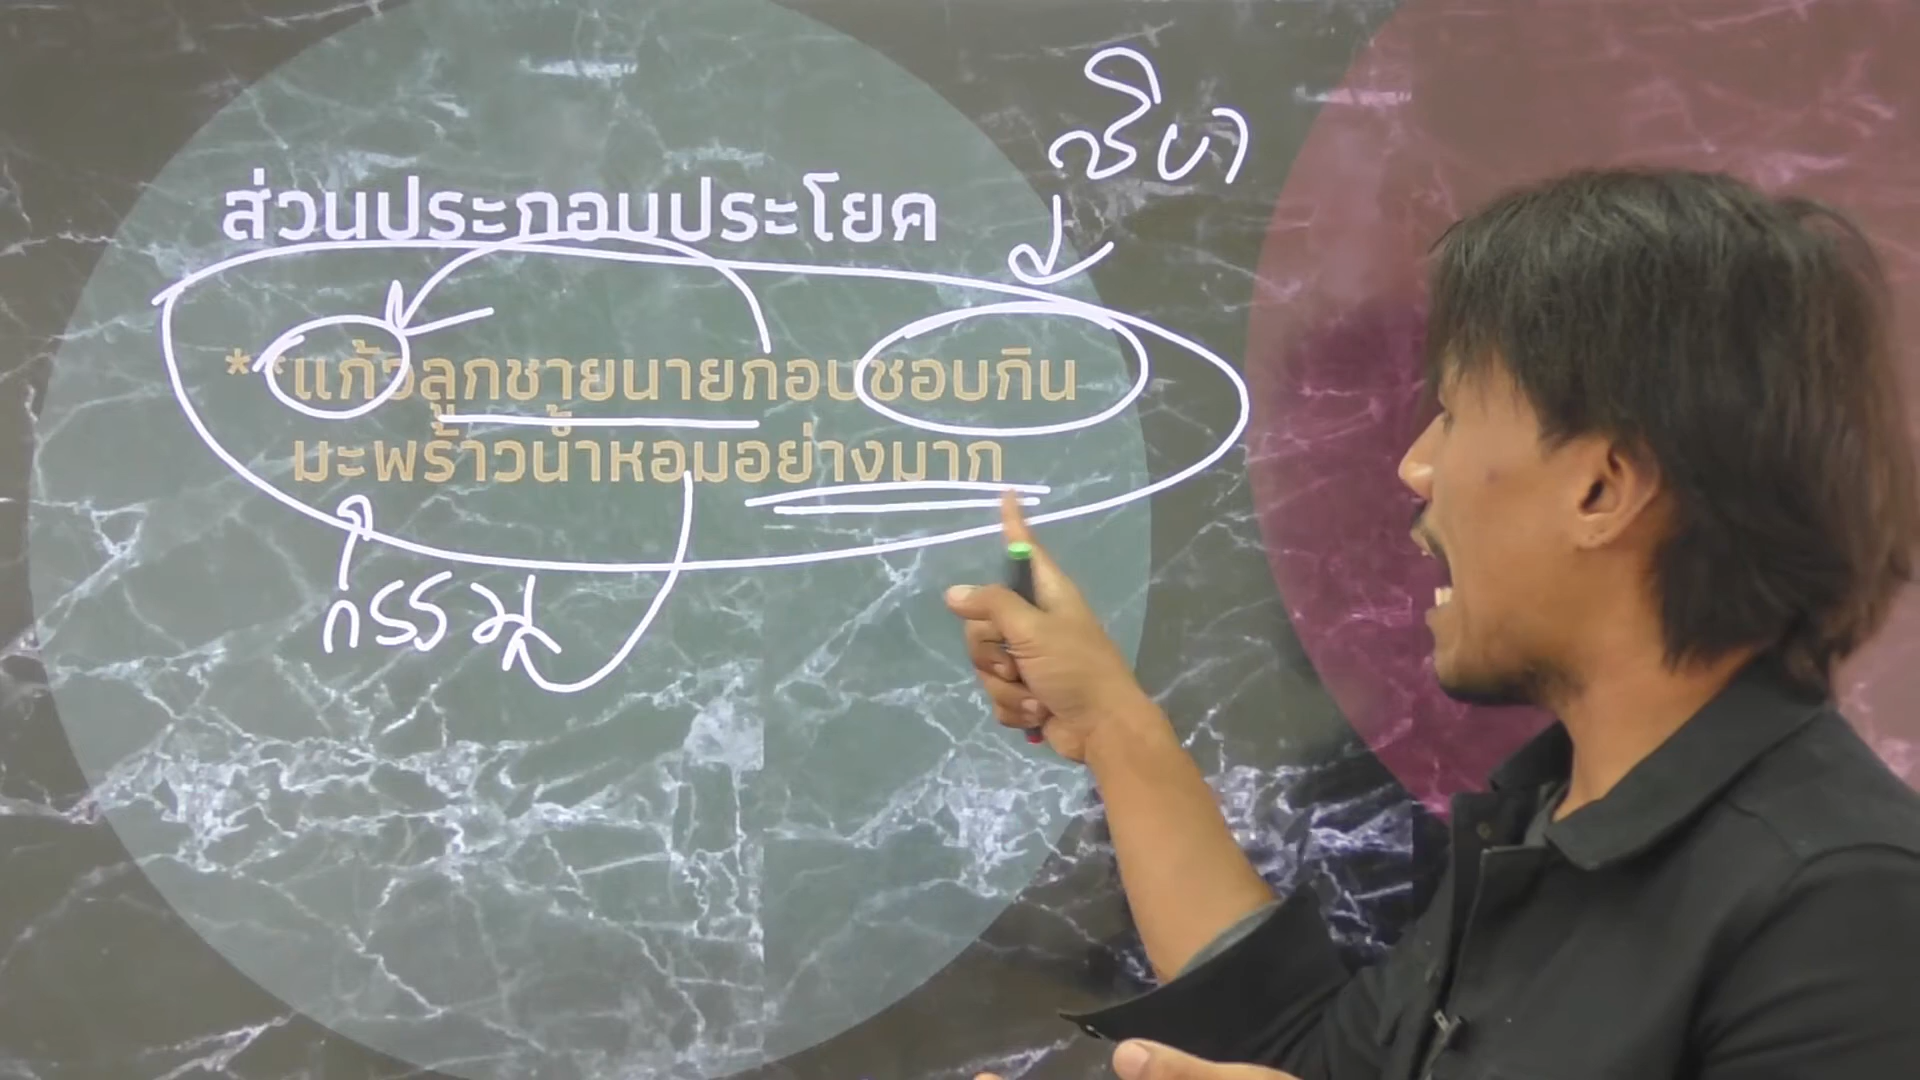 กริยา
ส่วนประกอบประโยค
**แก้วลูกชายนายกอบชอบกิน
มะพร้าวน้ำหอมอย่างมาก
กรรม